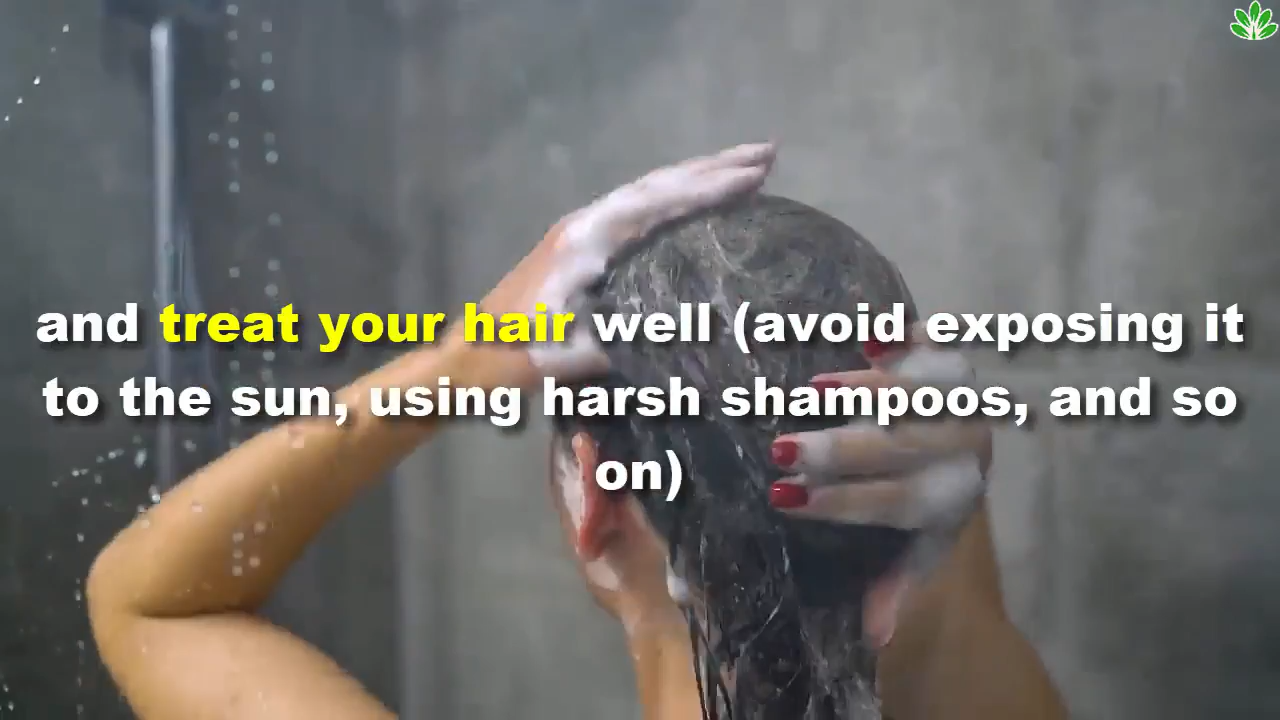 and treat your hair well (avoid exposing it
to the sun, using harsh shampoos, and so
on)